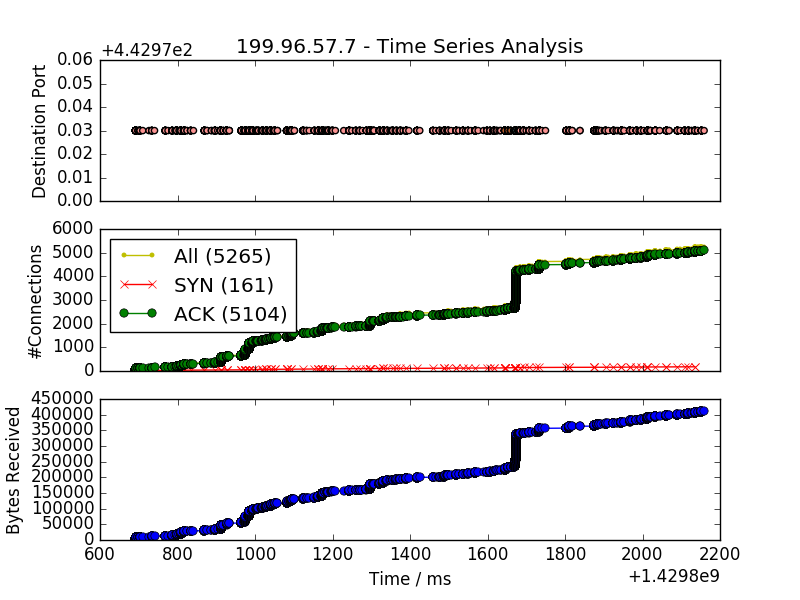 199.96.57.7 - Time Series Analysis
+4.4297e2
0.06
0.05
0.04
0.03
0.02
0.01
0.00
Destination Port
6000
5000
4000
3000
2000
1000
0
#Connections
All (5265)
SYN (161)
ACK (5104)
450000
400000
350000
300000
250000
200000
150000
100000
50000
0
Bytes Received
600 800 1000 1200 1400 1600 1800 2000 2200
Time / ms
+1.4298e9